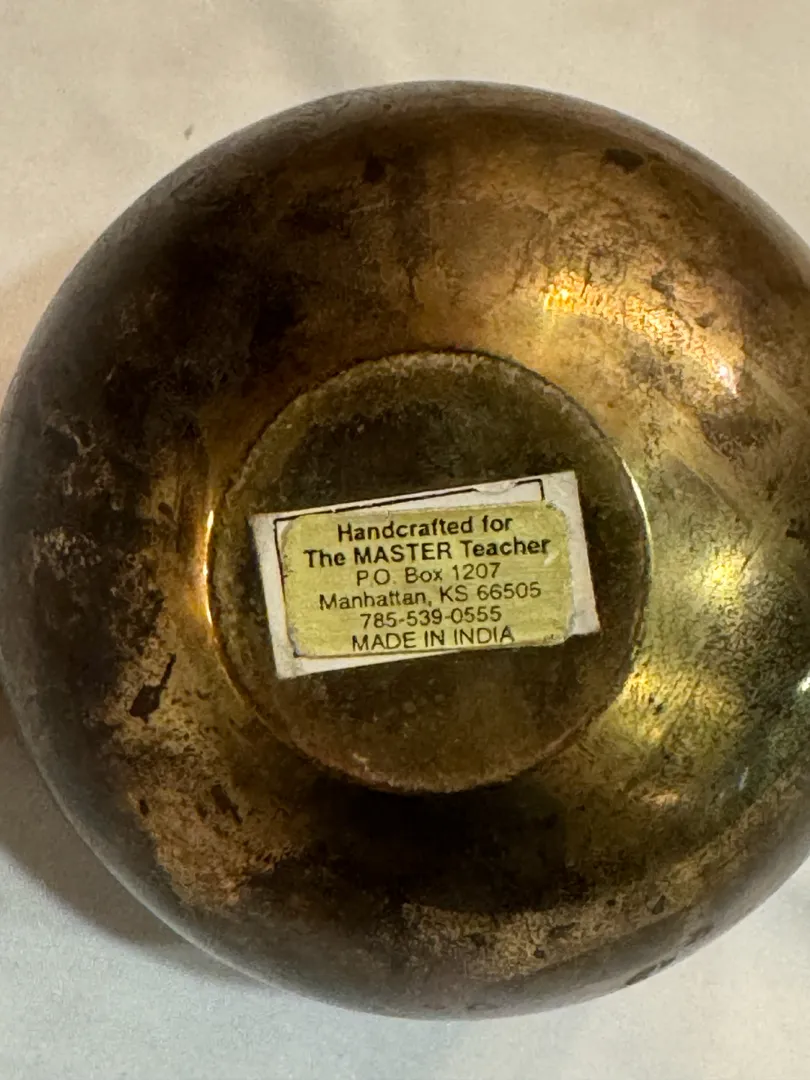 Handcrafted for
The MASTER Teacher
P.O. Box 1207
Manhattan, KS 66505
785-539-0555
MADE IN INDIA